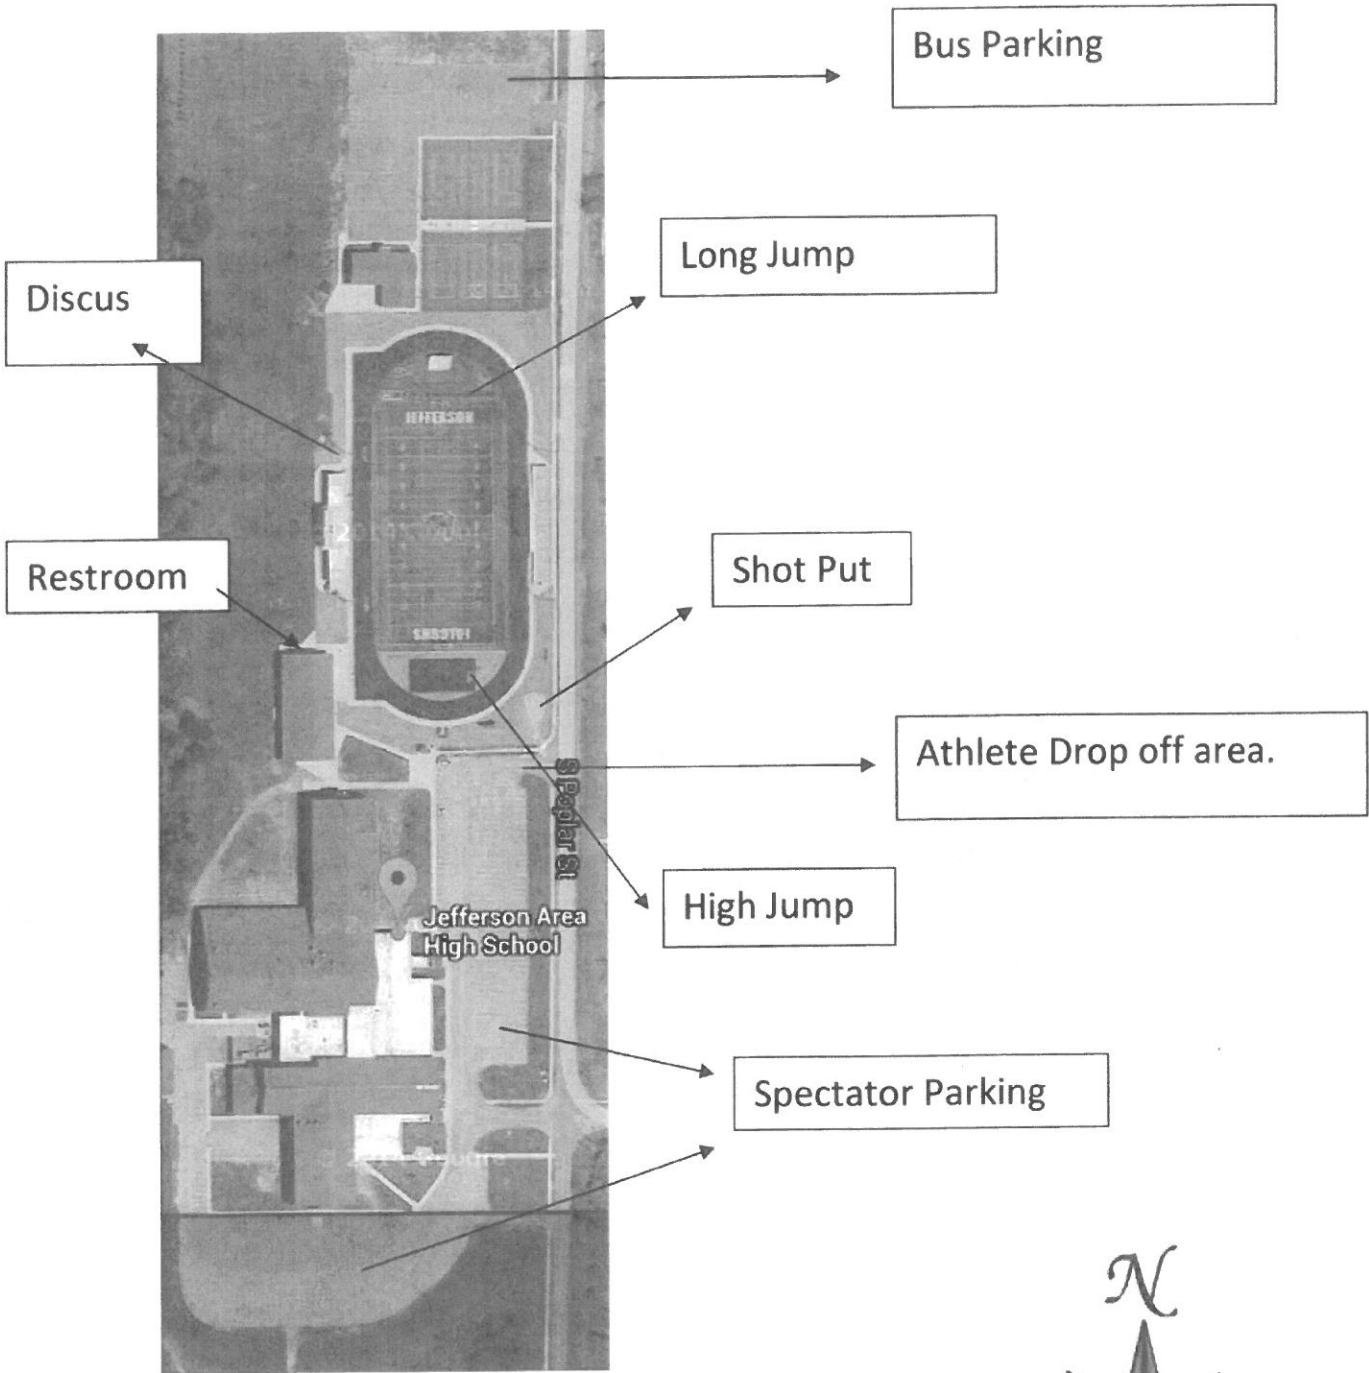 Bus Parking
Long Jump
Discus
JEFFERSON
Shot Put
Restroom
FALCONS
Athlete Drop off area.
S Poplar St
High Jump
Jefferson Area
High School
Spectator Parking
N